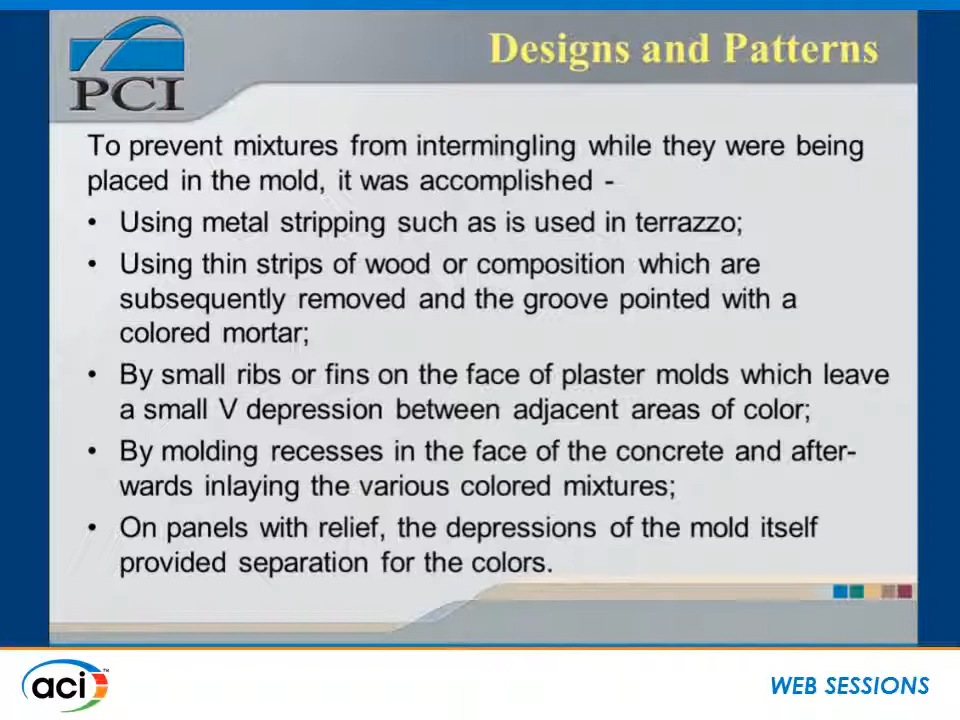 PCI
Designs and Patterns
To prevent mixtures from intermingling while they were being
placed in the mold, it was accomplished -
• Using metal stripping such as is used in terrazzo;
• Using thin strips of wood or composition which are
subsequently removed and the groove pointed with a
colored mortar;
• By small ribs or fins on the face of plaster molds which leave
a small V depression between adjacent areas of color;
• By molding recesses in the face of the concrete and after-
wards inlaying the various colored mixtures;
• On panels with relief, the depressions of the mold itself
provided separation for the colors.
aci™
WEB SESSIONS